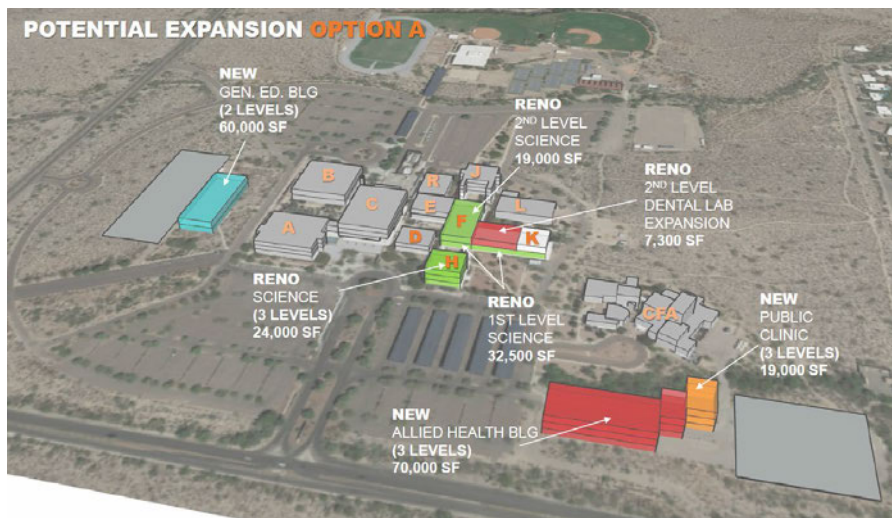 POTENTIAL EXPANSION OPTION A
NEW
GEN. ED. BLG
(2 LEVELS)
60,000 SF
RENO
2ND LEVEL
SCIENCE
19,000 SF
RENO
2ND LEVEL
DENTAL LAB
EXPANSION
7,300 SF
B
R
J
A
C
E
F
L
D
K
H
RENO
SCIENCE
(3 LEVELS)
24,000 SF
RENO
1ST LEVEL
SCIENCE
32,500 SF
CFA
NEW
PUBLIC
CLINIC
(3 LEVELS)
19,000 SF
NEW
ALLIED HEALTH BLG
(3 LEVELS)
70,000 SF